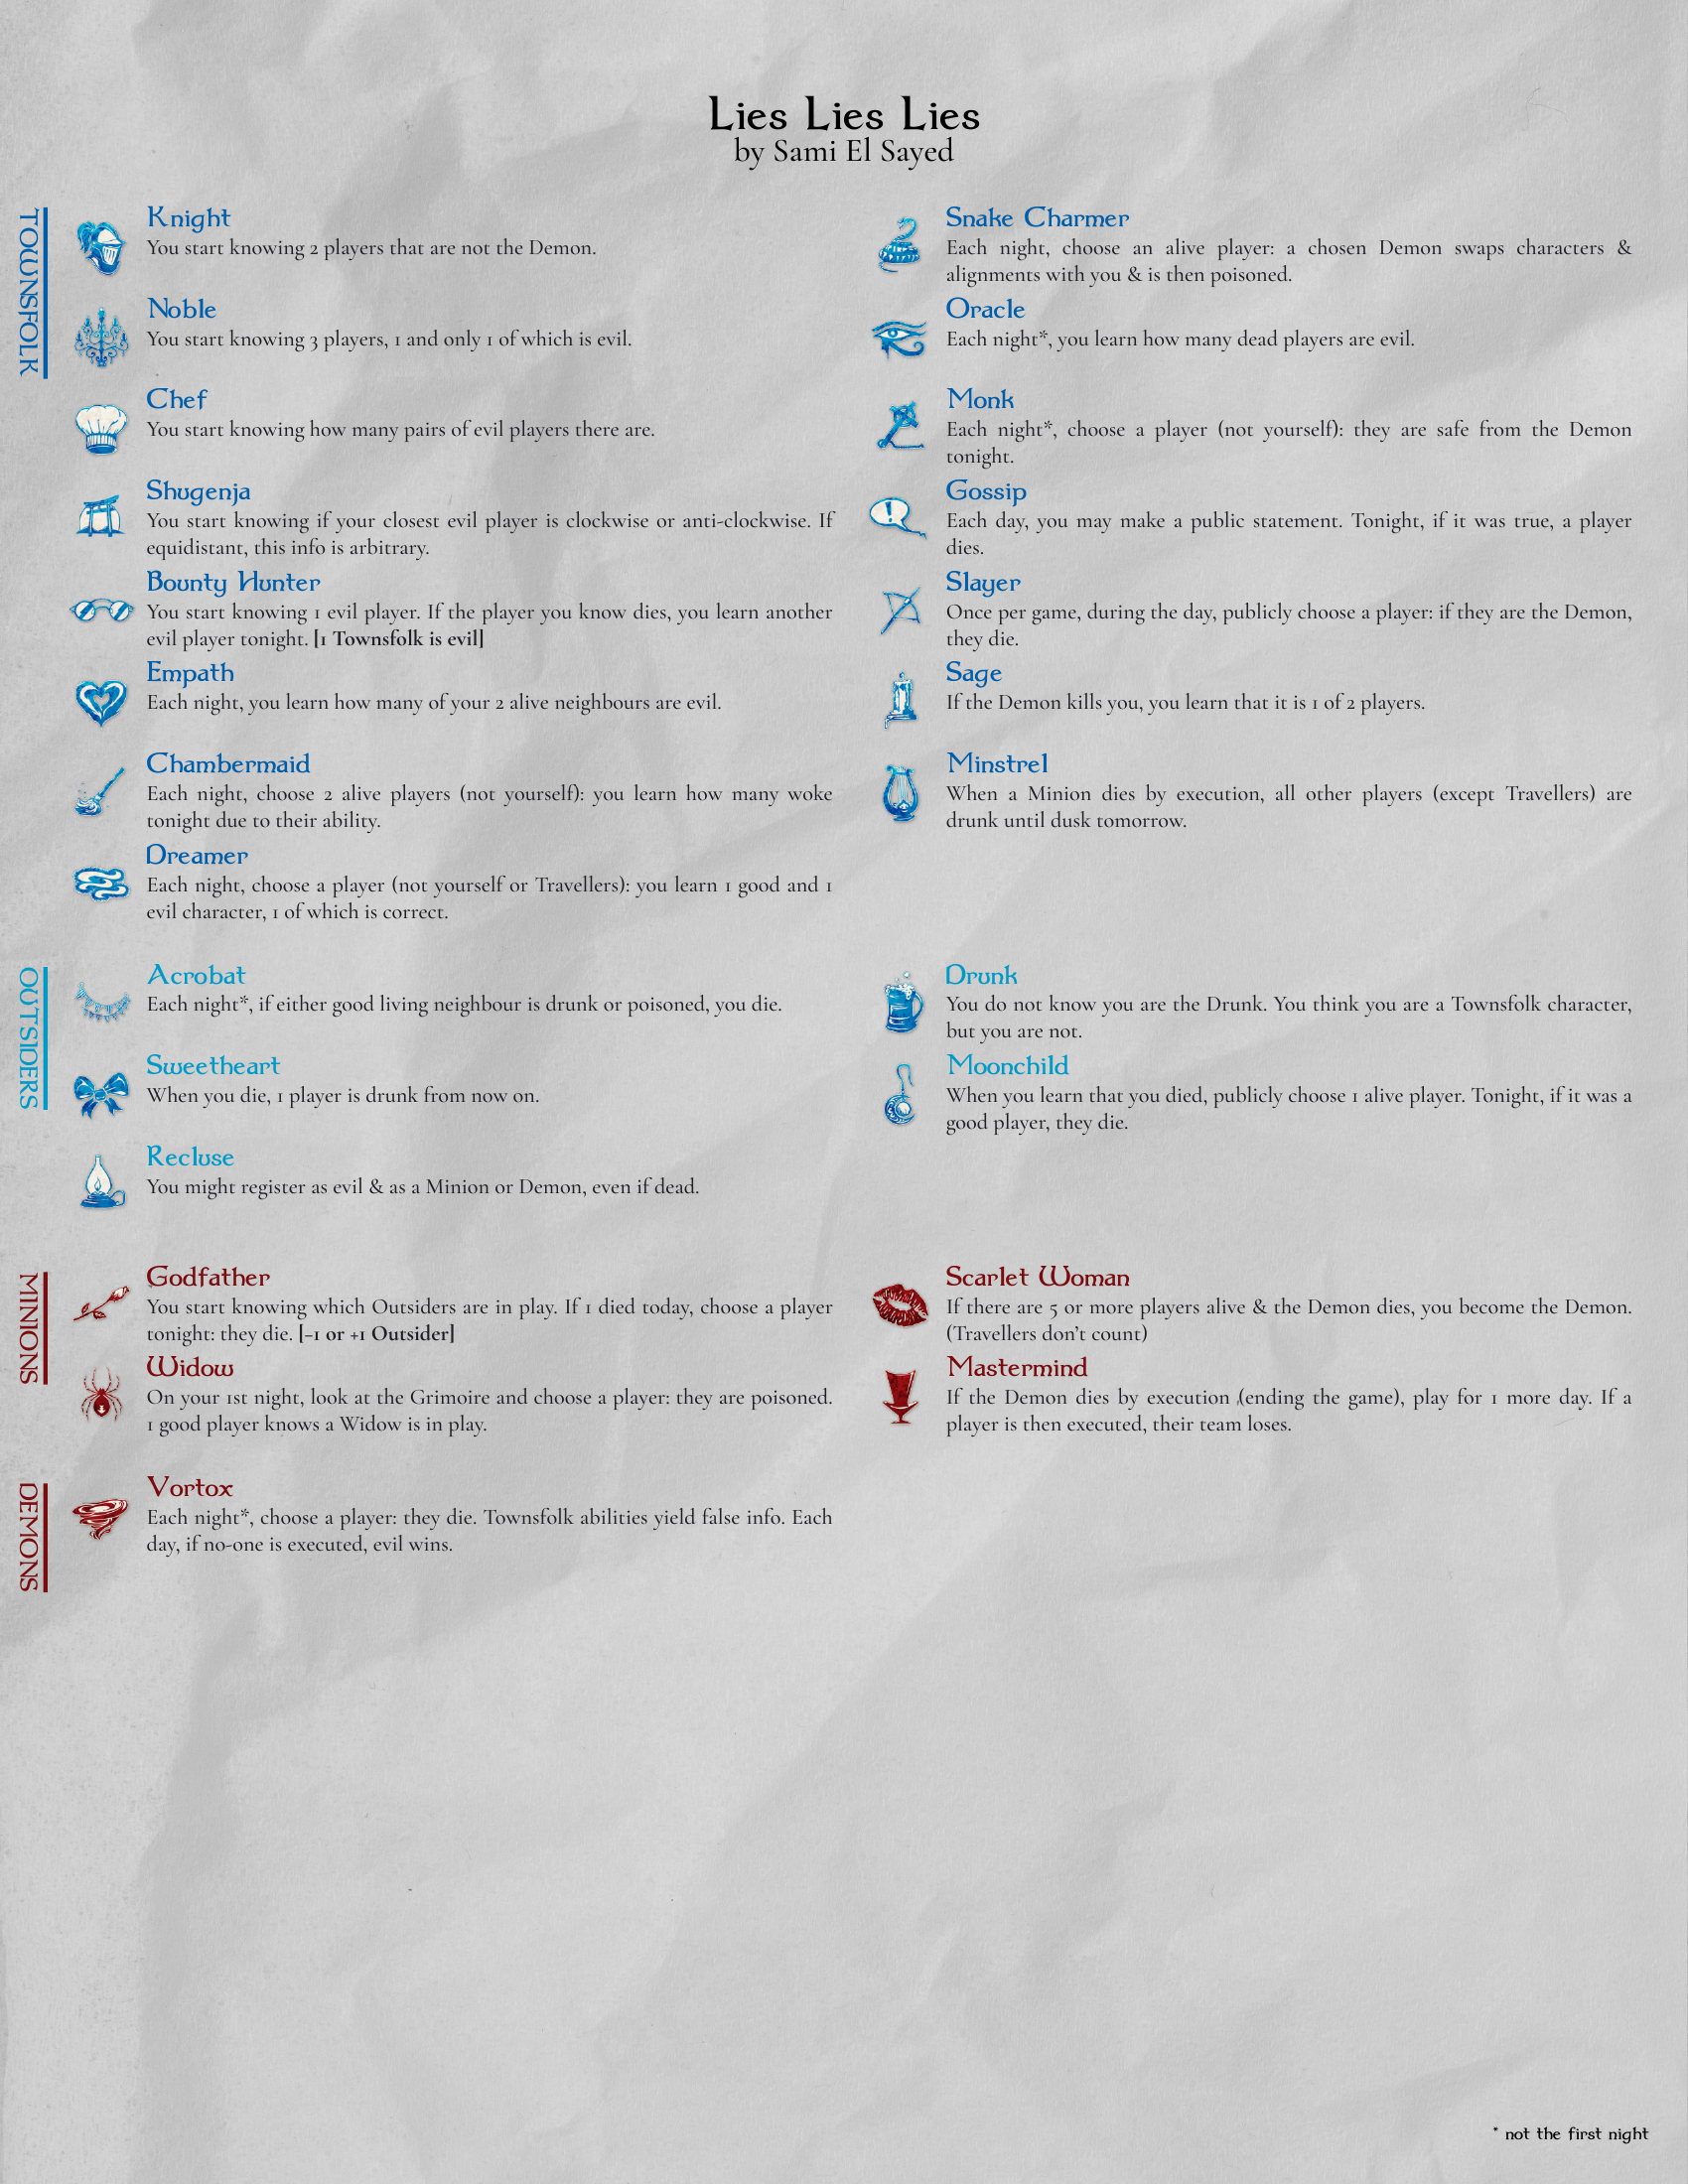 Lies Lies Lies
by Sami El Sayed
TOWNSFOLK
Knight
You start knowing 2 players that are not the Demon.
Noble
You start knowing 3 players, 1 and only 1 of which is evil.
Chef
You start knowing how many pairs of evil players there are.
Shugenja
You start knowing if your closest evil player is clockwise or anti-clockwise. If
equidistant, this info is arbitrary.
Bounty Hunter
You start knowing 1 evil player. If the player you know dies, you learn another
evil player tonight. [1 Townsfolk is evil]
Empath
Each night, you learn how many of your 2 alive neighbours are evil.
Chambermaid
Each night, choose 2 alive players (not yourself): you learn how many woke
tonight due to their ability.
Dreamer
Each night, choose a player (not yourself or Travellers): you learn 1 good and 1
evil character, 1 of which is correct.
Snake Charmer
Each night, choose an alive player: a chosen Demon swaps characters &
alignments with you & is then poisoned.
Oracle
Each night*, you learn how many dead players are evil.
Monk
Each night*, choose a player (not yourself): they are safe from the Demon
tonight.
Gossip
Each day, you may make a public statement. Tonight, if it was true, a player
dies.
Slayer
Once per game, during the day, publicly choose a player: if they are the Demon,
they die.
Sage
If the Demon kills you, you learn that it is 1 of 2 players.
Minstrel
When a Minion dies by execution, all other players (except Travellers) are
drunk until dusk tomorrow.
OUTSIDERS
Acrobat
Each night*, if either good living neighbour is drunk or poisoned, you die.
Sweetheart
When you die, 1 player is drunk from now on.
Recluse
You might register as evil & as a Minion or Demon, even if dead.
Drunk
You do not know you are the Drunk. You think you are a Townsfolk character,
but you are not.
Moonchild
When you learn that you died, publicly choose 1 alive player. Tonight, if it was a
good player, they die.
MINIONS
Godfather
You start knowing which Outsiders are in play. If 1 died today, choose a player
tonight: they die. [−1 or +1 Outsider]
Widow
On your 1st night, look at the Grimoire and choose a player: they are poisoned.
1 good player knows a Widow is in play.
Scarlet Woman
If there are 5 or more players alive & the Demon dies, you become the Demon.
(Travellers don’t count)
Mastermind
If the Demon dies by execution (ending the game), play for 1 more day. If a
player is then executed, their team loses.
DEMONS
Vortox
Each night*, choose a player: they die. Townsfolk abilities yield false info. Each
day, if no-one is executed, evil wins.
* not the first night